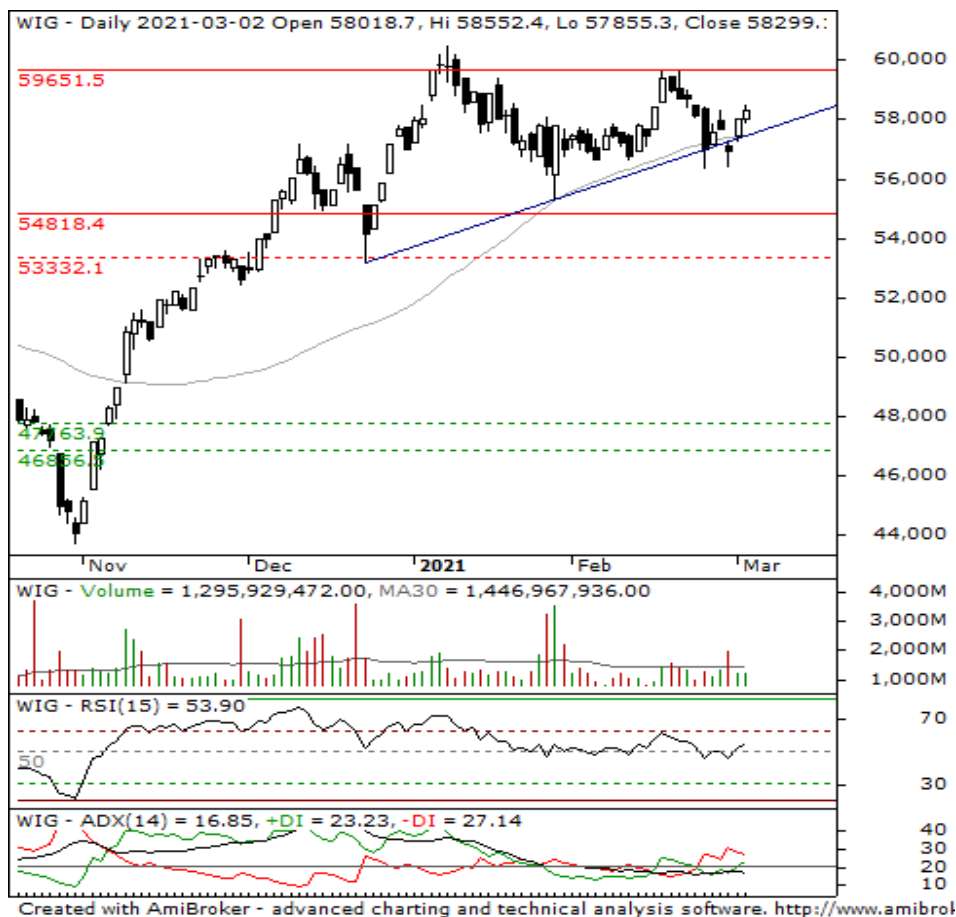 WIG - Daily 2021-03-02 Open 58018.7, Hi 58552.4, Lo 57855.3, Close 58299.
60,000
59651.5
58,000
56,000
54818.4
54,000
53332.1
52,000
50,000
48,000
47763.9
46856.5
46,000
44,000
Nov Dec 2021 Feb Mar
WIG - Volume = 1,295,929,472.00, MA30 = 1,446,967,936.00
4,000M
3,000M
2,000M
1,000M
WIG - RSI(15) = 53.90
70
50
30
WIG - ADX(14) = 16.85, +DI = 23.23, -DI = 27.14
40
30
20
10
Created with AmiBroker - advanced charting and technical analysis software. http://www.amibrok